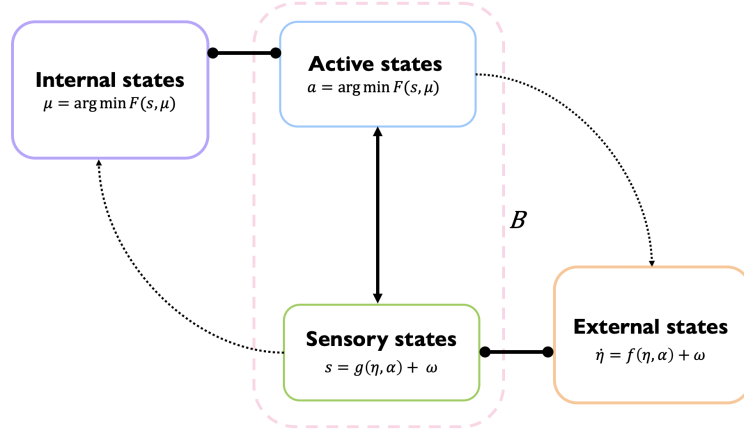 Internal states
μ = arg min F(s, μ)
Active states
a = arg min F(s, μ)
B
Sensory states
s = g(η, α) + ω
External states
η̇ = f(η, α) + ω